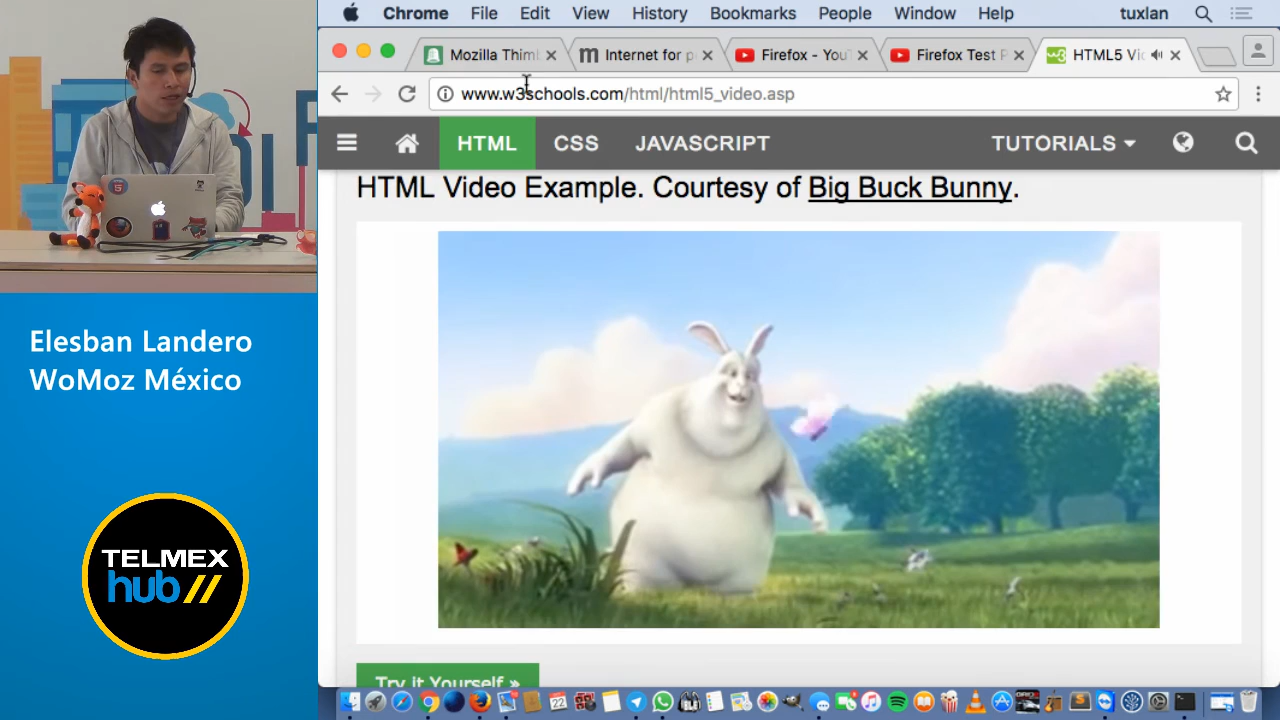 Chrome File Edit View History Bookmarks People Window Help tuxlan
Mozilla Thim
Internet for p
Firefox - You
Firefox Test P
HTML5 Vi
www.w3schools.com/html/html5_video.asp
HTML CSS JAVASCRIPT TUTORIALS
HTML Video Example. Courtesy of Big Buck Bunny.
Try it Yourself »
Elesban Landero
WoMoz México
TELMEX
hub//